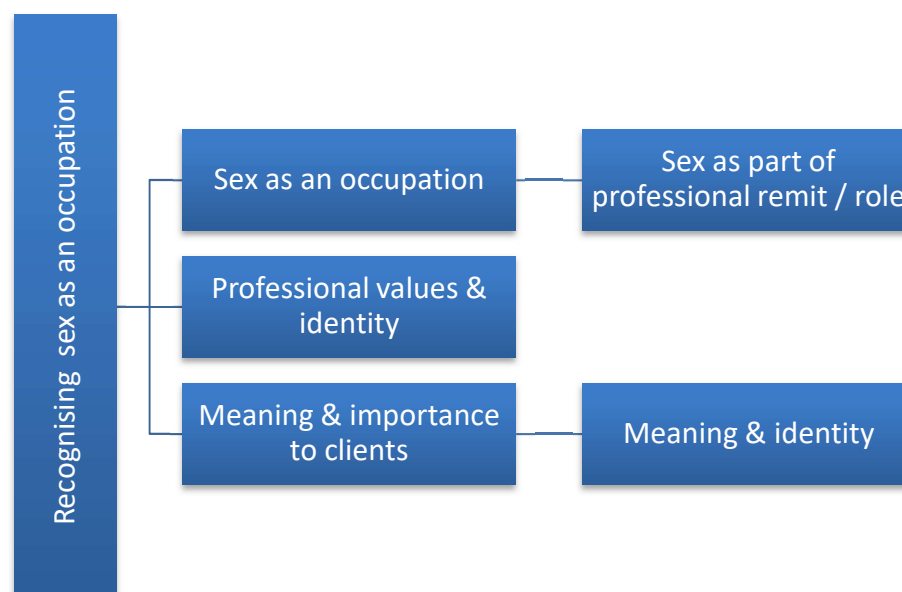 Recognising sex as an occupation
Sex as an occupation
Sex as part of
professional remit / role
Professional values &
identity
Meaning & importance
to clients
Meaning & identity